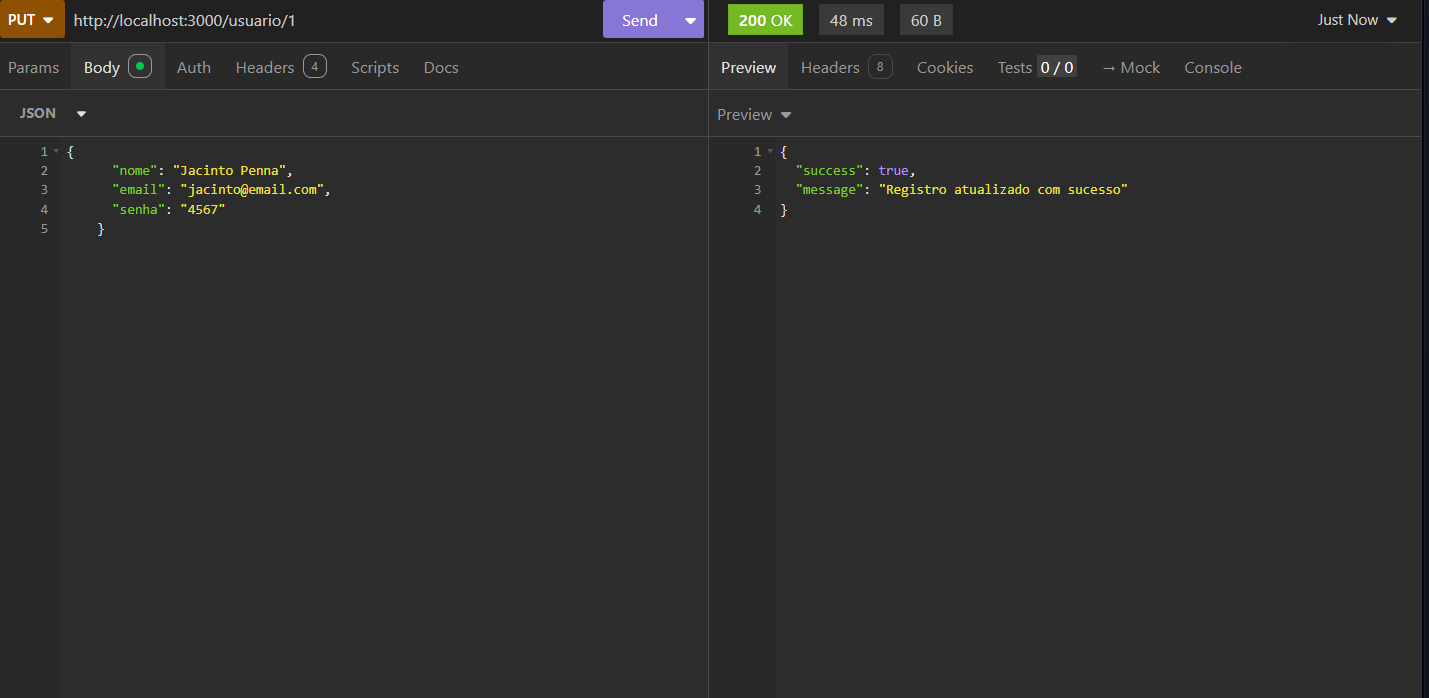 PUT http://localhost:3000/usuario/1 Send 200 OK 48 ms 60 B Just Now
Params Body Auth Headers 4 Scripts Docs
Preview Headers 8 Cookies Tests 0 / 0 → Mock Console
JSON
Preview
1 {
2 "nome": "Jacinto Penna",
3 "email": "jacinto@email.com",
4 "senha": "4567"
5 }
1 {
2 "success": true,
3 "message": "Registro atualizado com sucesso"
4 }